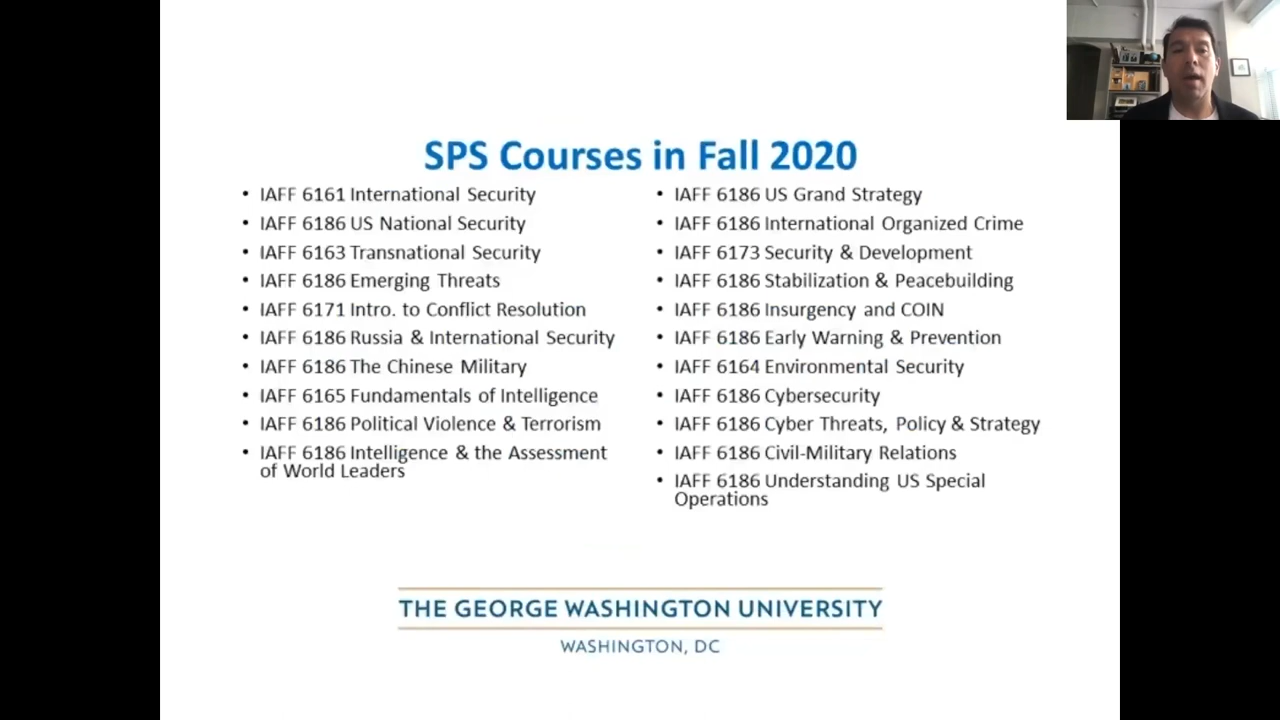 SPS Courses in Fall 2020
• IAFF 6161 International Security
• IAFF 6186 US National Security
• IAFF 6163 Transnational Security
• IAFF 6186 Emerging Threats
• IAFF 6171 Intro. to Conflict Resolution
• IAFF 6186 Russia & International Security
• IAFF 6186 The Chinese Military
• IAFF 6165 Fundamentals of Intelligence
• IAFF 6186 Political Violence & Terrorism
• IAFF 6186 Intelligence & the Assessment
of World Leaders
• IAFF 6186 US Grand Strategy
• IAFF 6186 International Organized Crime
• IAFF 6173 Security & Development
• IAFF 6186 Stabilization & Peacebuilding
• IAFF 6186 Insurgency and COIN
• IAFF 6186 Early Warning & Prevention
• IAFF 6164 Environmental Security
• IAFF 6186 Cybersecurity
• IAFF 6186 Cyber Threats, Policy & Strategy
• IAFF 6186 Civil-Military Relations
• IAFF 6186 Understanding US Special
Operations
THE GEORGE WASHINGTON UNIVERSITY
WASHINGTON, DC